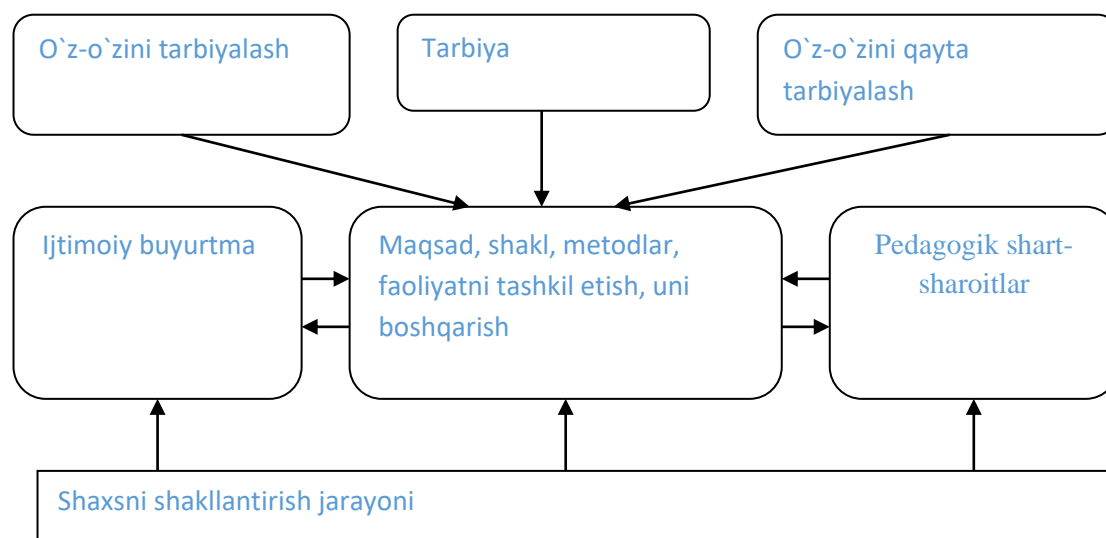 O`z-o`zini tarbiyalash
Tarbiya
O`z-o`zini qayta
tarbiyalash
Ijtimoiy buyurtma
Maqsad, shakl, metodlar,
faoliyatni tashkil etish, uni
boshqarish
Pedagogik shart-
sharoitlar
Shaxsni shakllantirish jarayoni